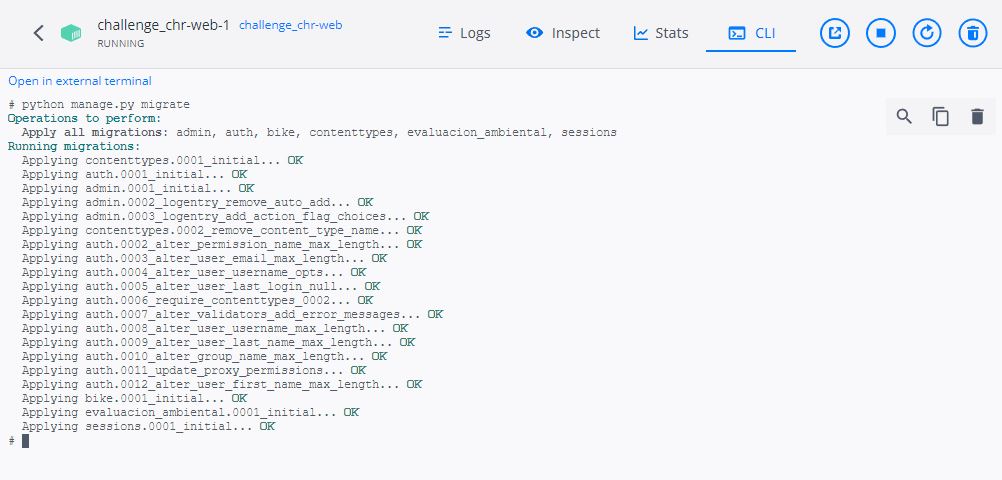 challenge_chr-web-1 challenge_chr-web
RUNNING
Logs Inspect Stats CLI
Open in external terminal
# python manage.py migrate
Operations to perform:
Apply all migrations: admin, auth, bike, contenttypes, evaluacion_ambiental, sessions
Running migrations:
Applying contenttypes.0001_initial... OK
Applying auth.0001_initial... OK
Applying admin.0001_initial... OK
Applying admin.0002_logentry_remove_auto_add... OK
Applying admin.0003_logentry_add_action_flag_choices... OK
Applying contenttypes.0002_remove_content_type_name... OK
Applying auth.0002_alter_permission_name_max_length... OK
Applying auth.0003_alter_user_email_max_length... OK
Applying auth.0004_alter_user_username_opts... OK
Applying auth.0005_alter_user_last_login_null... OK
Applying auth.0006_require_contenttypes_0002... OK
Applying auth.0007_alter_validators_add_error_messages... OK
Applying auth.0008_alter_user_username_max_length... OK
Applying auth.0009_alter_user_last_name_max_length... OK
Applying auth.0010_alter_group_name_max_length... OK
Applying auth.0011_update_proxy_permissions... OK
Applying auth.0012_alter_user_first_name_max_length... OK
Applying bike.0001_initial... OK
Applying evaluacion_ambiental.0001_initial... OK
Applying sessions.0001_initial... OK
#